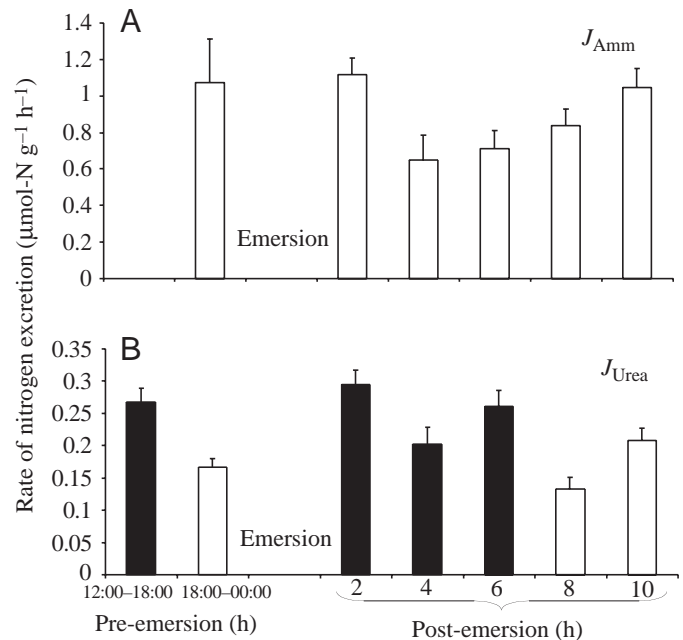 A
J_Amm
1.4
1.2
1
0.8
0.6
0.4
0.2
0
Emersion
Rate of nitrogen excretion (μmol-N g⁻¹ h⁻¹)
B
J_Urea
0.35
0.3
0.25
0.2
0.15
0.1
0.05
0
Emersion
12:00–18:00 18:00–00:00 2 4 6 8 10
Pre-emersion (h) Post-emersion (h)